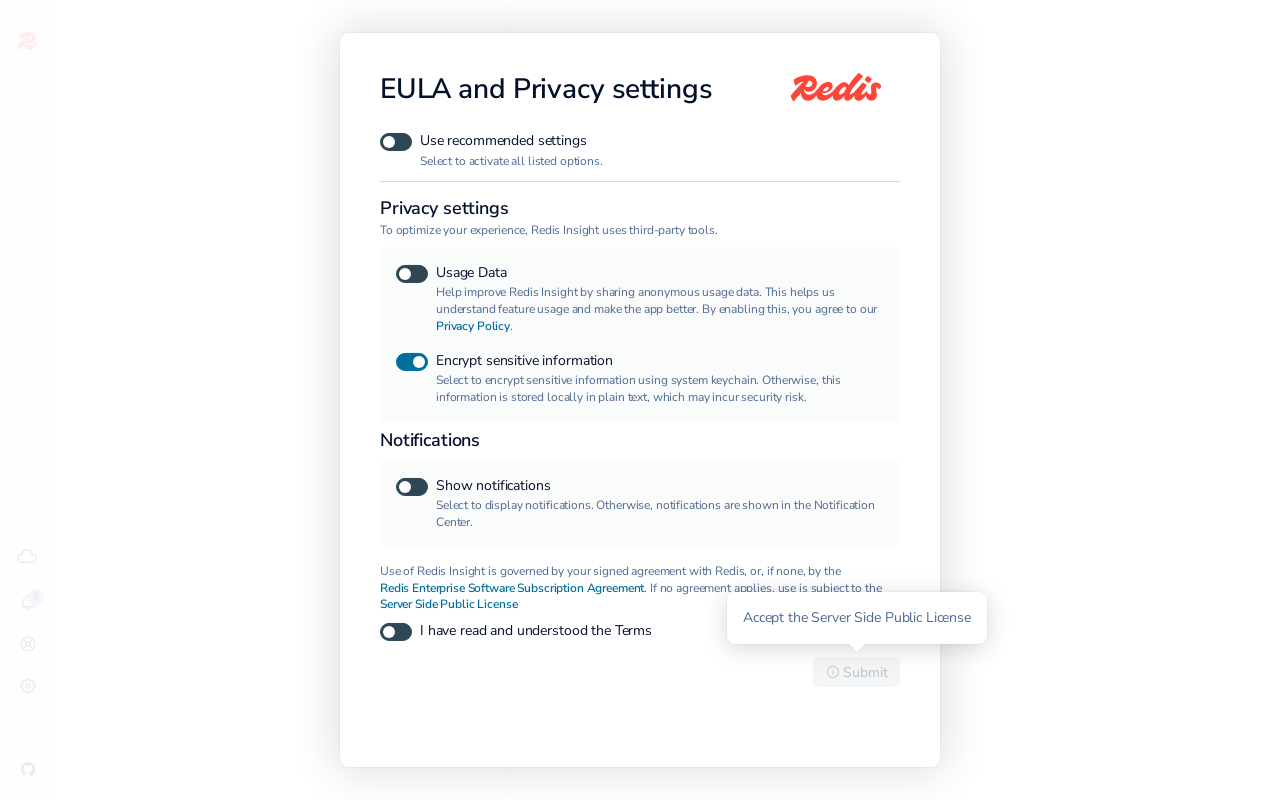 EULA and Privacy settings
Redis
Use recommended settings
Select to activate all listed options.
Privacy settings
To optimize your experience, Redis Insight uses third-party tools.
Usage Data
Help improve Redis Insight by sharing anonymous usage data. This helps us
understand feature usage and make the app better. By enabling this, you agree to our
Privacy Policy.
Encrypt sensitive information
Select to encrypt sensitive information using system keychain. Otherwise, this
information is stored locally in plain text, which may incur security risk.
Notifications
Show notifications
Select to display notifications. Otherwise, notifications are shown in the Notification
Center.
Use of Redis Insight is governed by your signed agreement with Redis, or, if none, by the
Redis Enterprise Software Subscription Agreement. If no agreement applies, use is subject to the
Server Side Public License
Accept the Server Side Public License
I have read and understood the Terms
Submit